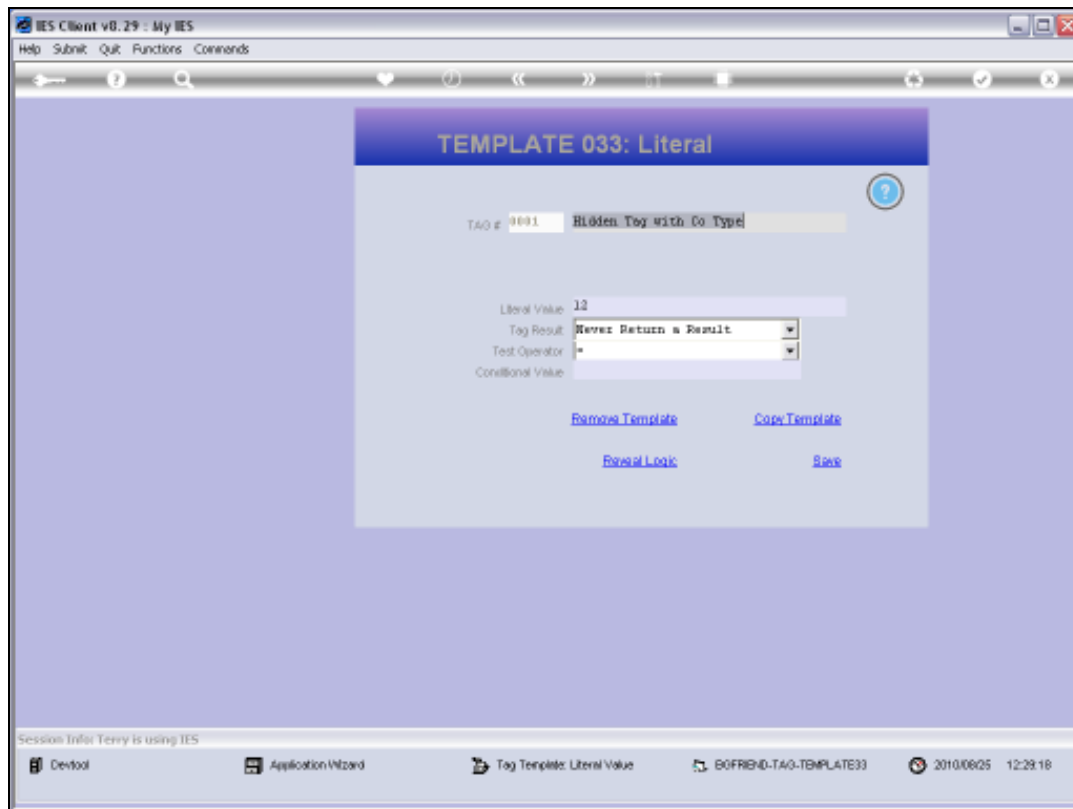 IES Client v8.29 : My IES
Help Submit Quit Functions Commands
TEMPLATE 033: Literal
TAG # 0001 Hidden Tag with Co Type
Literal Value 12
Tag Result Never Return a Result
Test Operator =
Conditional Value
Remove Template Copy Template
Reveal Logic Save
Session Info: Terry is using IES
Devtool Application Wizard Tag Template: Literal Value BOFRIEND-TAG-TEMPLATE33 2010/08/25 12:29:18